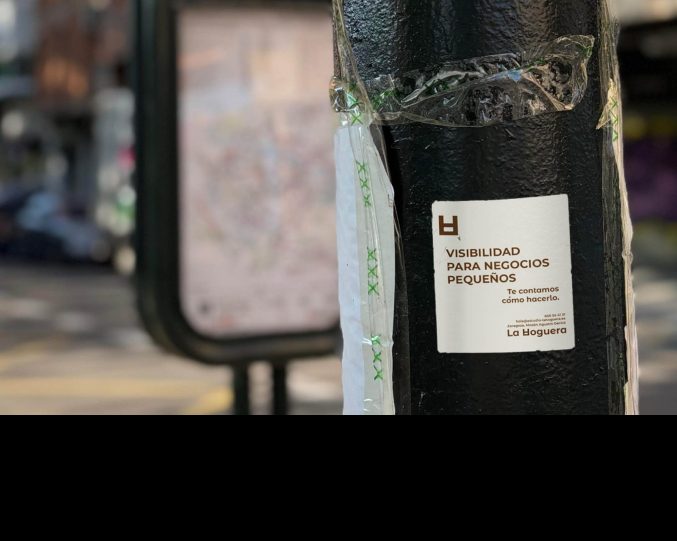 VISIBILIDAD
PARA NEGOCIOS
PEQUEÑOS
Te contamos
cómo hacerlo.
La Hoguera